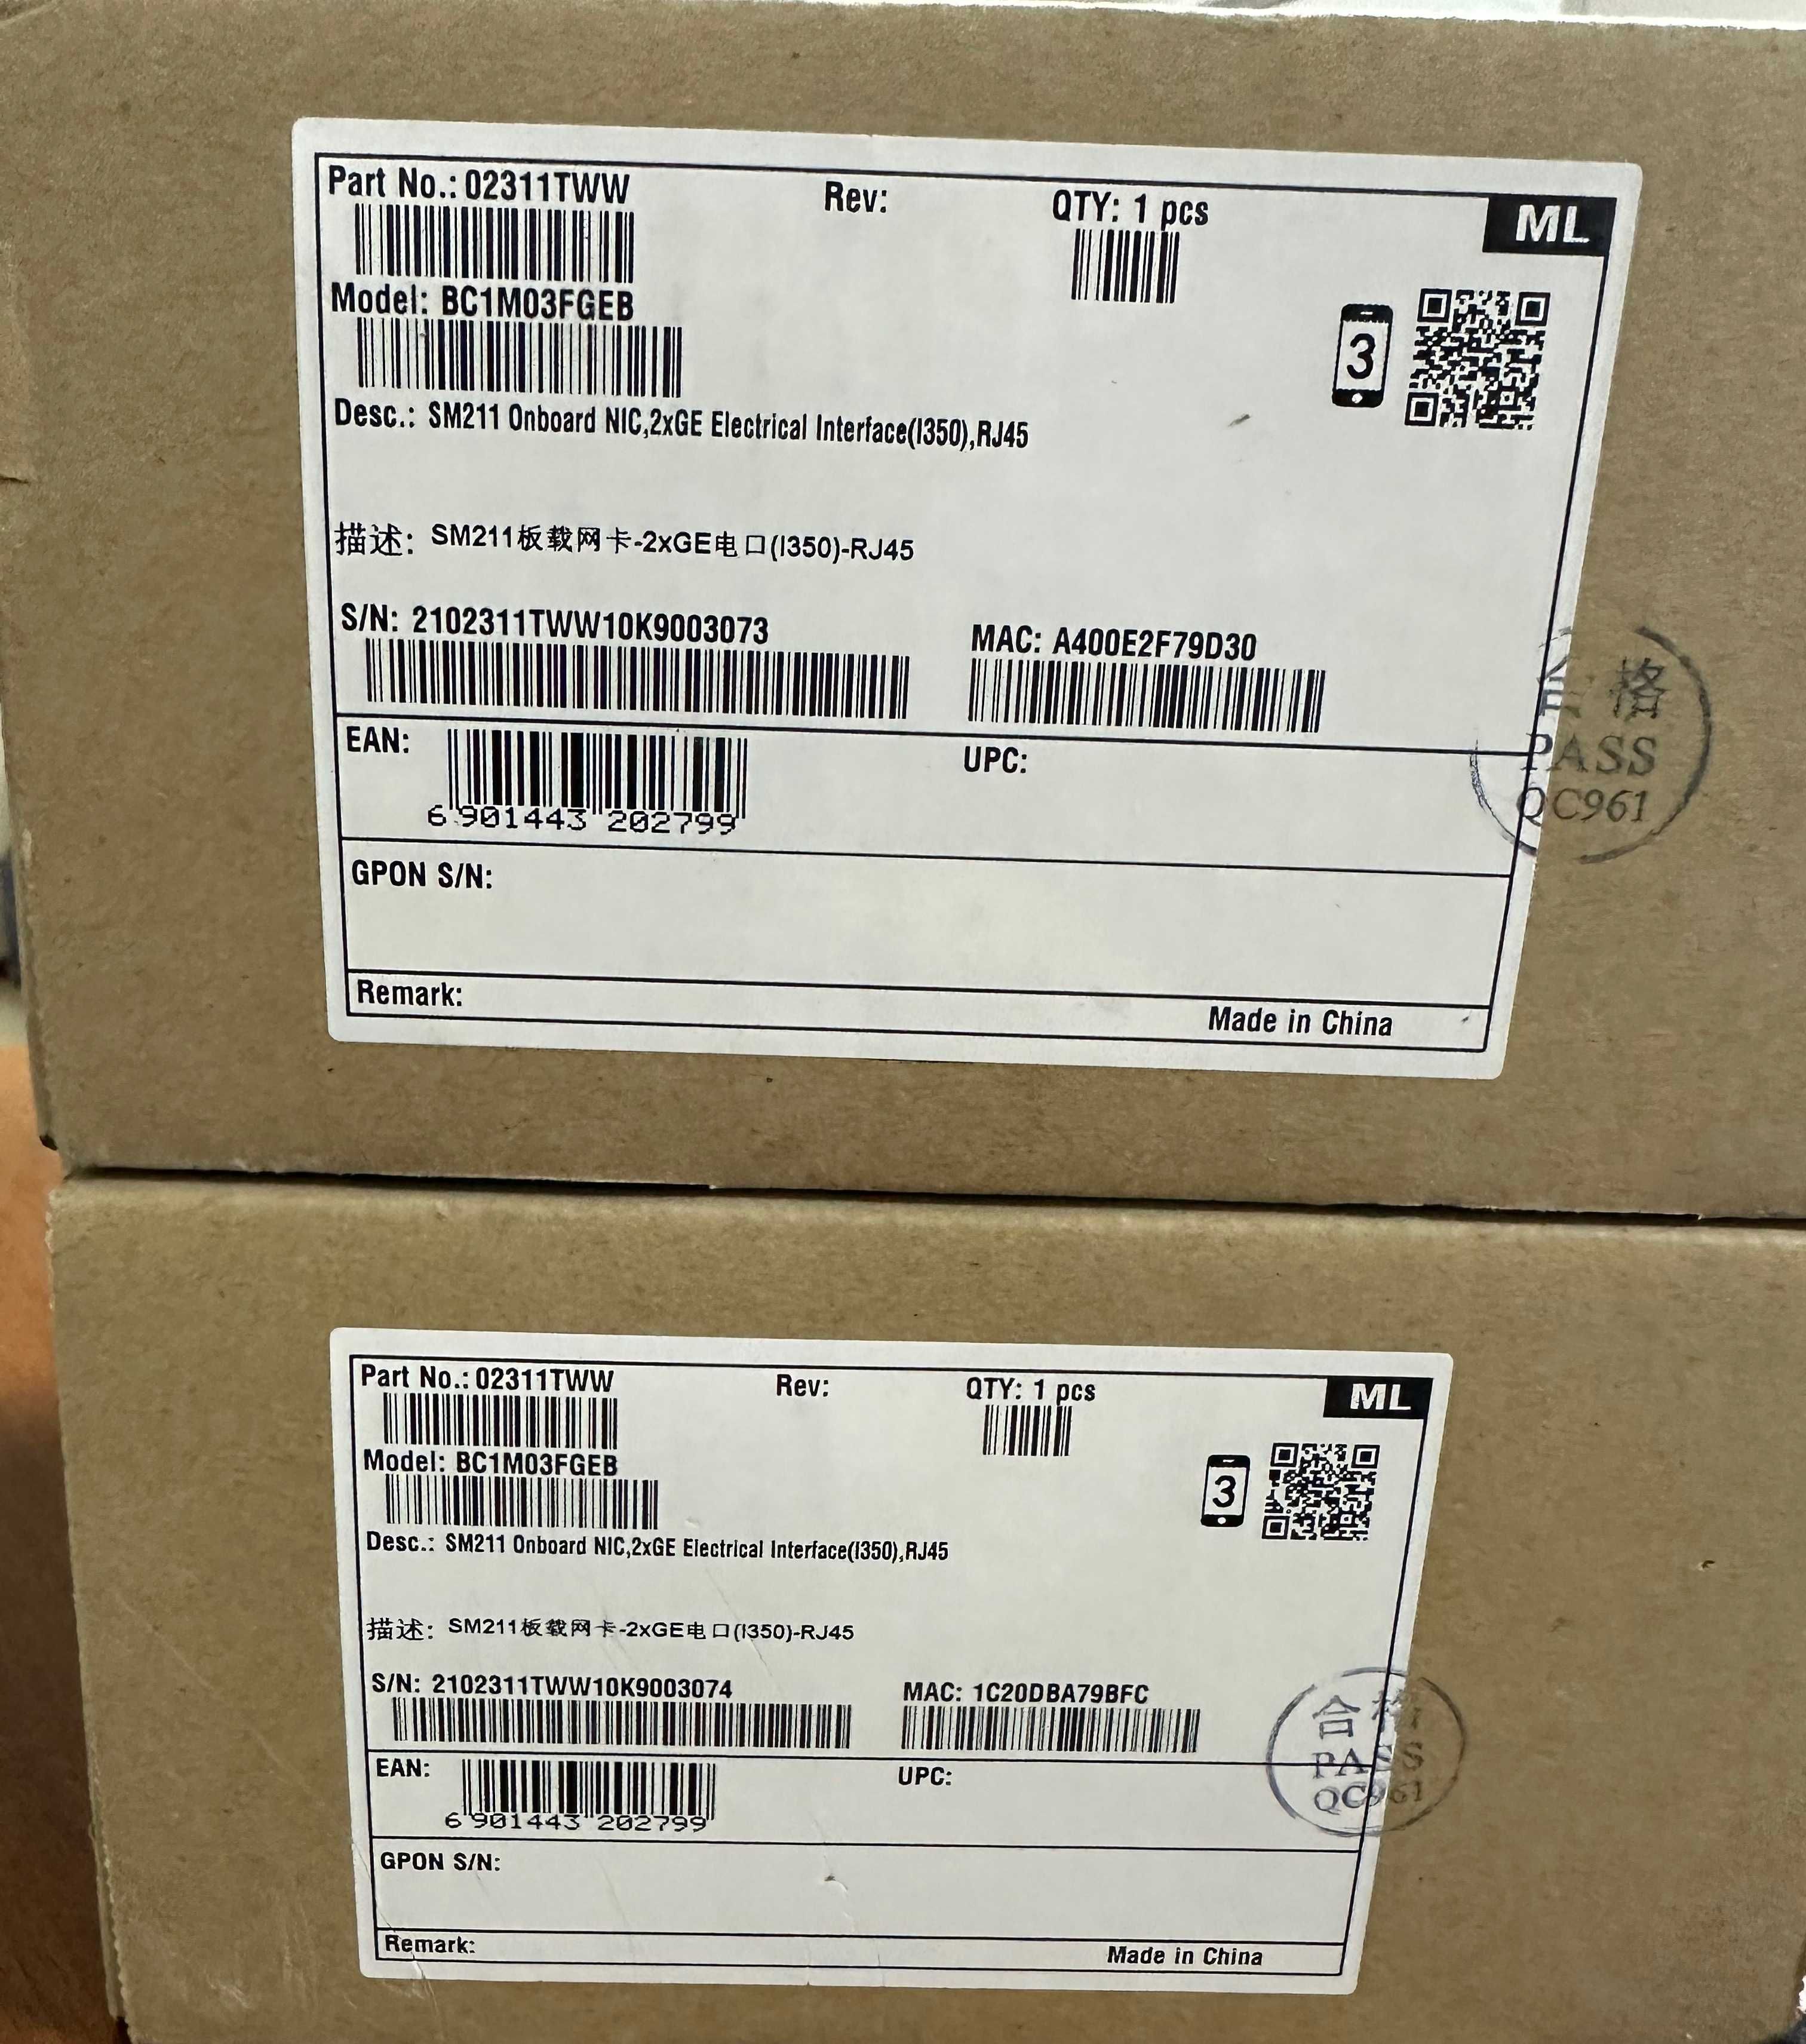 Part No.: 02311TWW Rev: QTY: 1 pcs ML
Model: BC1M03FGEB
3
Desc.: SM211 Onboard NIC,2xGE Electrical Interface(I350),RJ45
描述: SM211板载网卡-2xGE电口(I350)-RJ45
S/N: 2102311TWW10K9003073 MAC: A400E2F79D30
合格
PASS
QC961
EAN: UPC:
6 901443 202799
GPON S/N:
Remark:
Made in China
Part No.: 02311TWW Rev: QTY: 1 pcs ML
Model: BC1M03FGEB
3
Desc.: SM211 Onboard NIC,2xGE Electrical Interface(I350),RJ45
描述: SM211板载网卡-2xGE电口(I350)-RJ45
S/N: 2102311TWW10K9003074 MAC: 1C20DBA79BFC
合格
PASS
QC961
EAN: UPC:
6 901443 202799
GPON S/N:
Remark:
Made in China